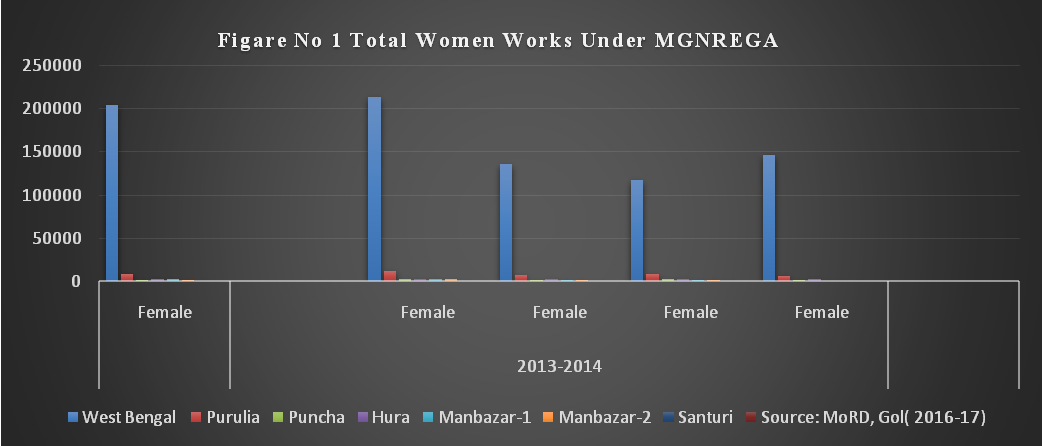 Figare No 1 Total Women Works Under MGNREGA
250000
200000
150000
100000
50000
0
Female Female Female Female Female
2013-2014
West Bengal Purulia Puncha Hura Manbazar-1 Manbazar-2 Santuri Source: MoRD, GoI( 2016-17)